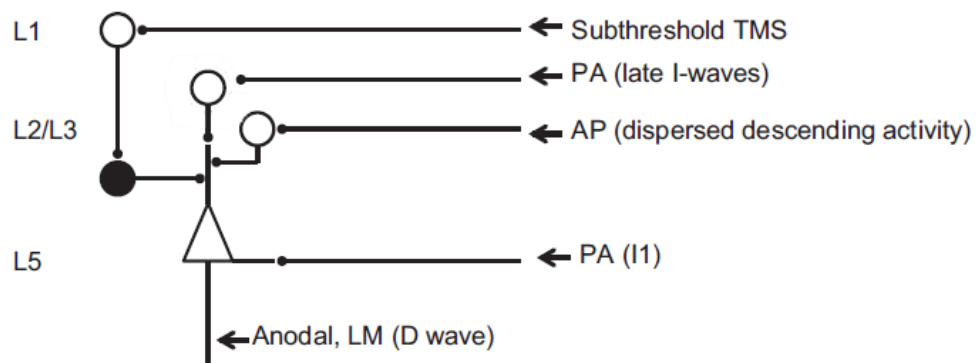 L1
Subthreshold TMS
PA (late I-waves)
L2/L3
AP (dispersed descending activity)
L5
PA (I1)
Anodal, LM (D wave)